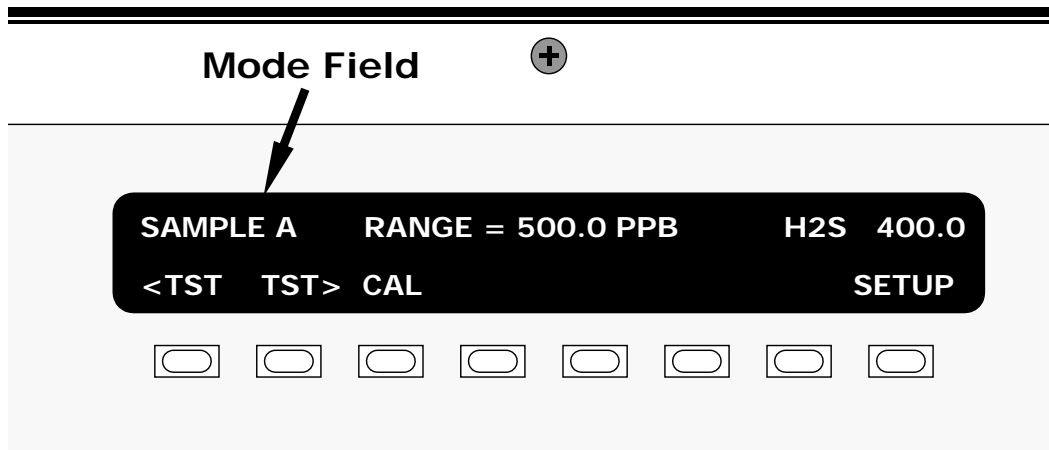 Mode Field
SAMPLE A RANGE = 500.0 PPB H2S 400.0
<TST TST> CAL SETUP